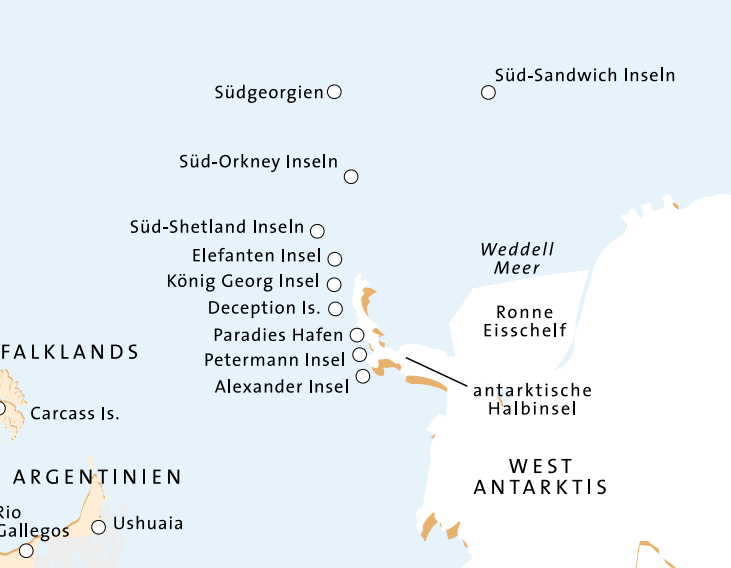 Süd-Sandwich Inseln
Südgeorgien
Süd-Orkney Inseln
Süd-Shetland Inseln
Elefanten Insel
König Georg Insel
Deception Is.
Paradies Hafen
Petermann Insel
Alexander Insel
Weddell
Meer
Ronne
Eisschelf
antarktische
Halbinsel
WEST
ANTARKTIS
FALKLANDS
Carcass Is.
ARGENTINIEN
Rio
Gallegos
Ushuaia